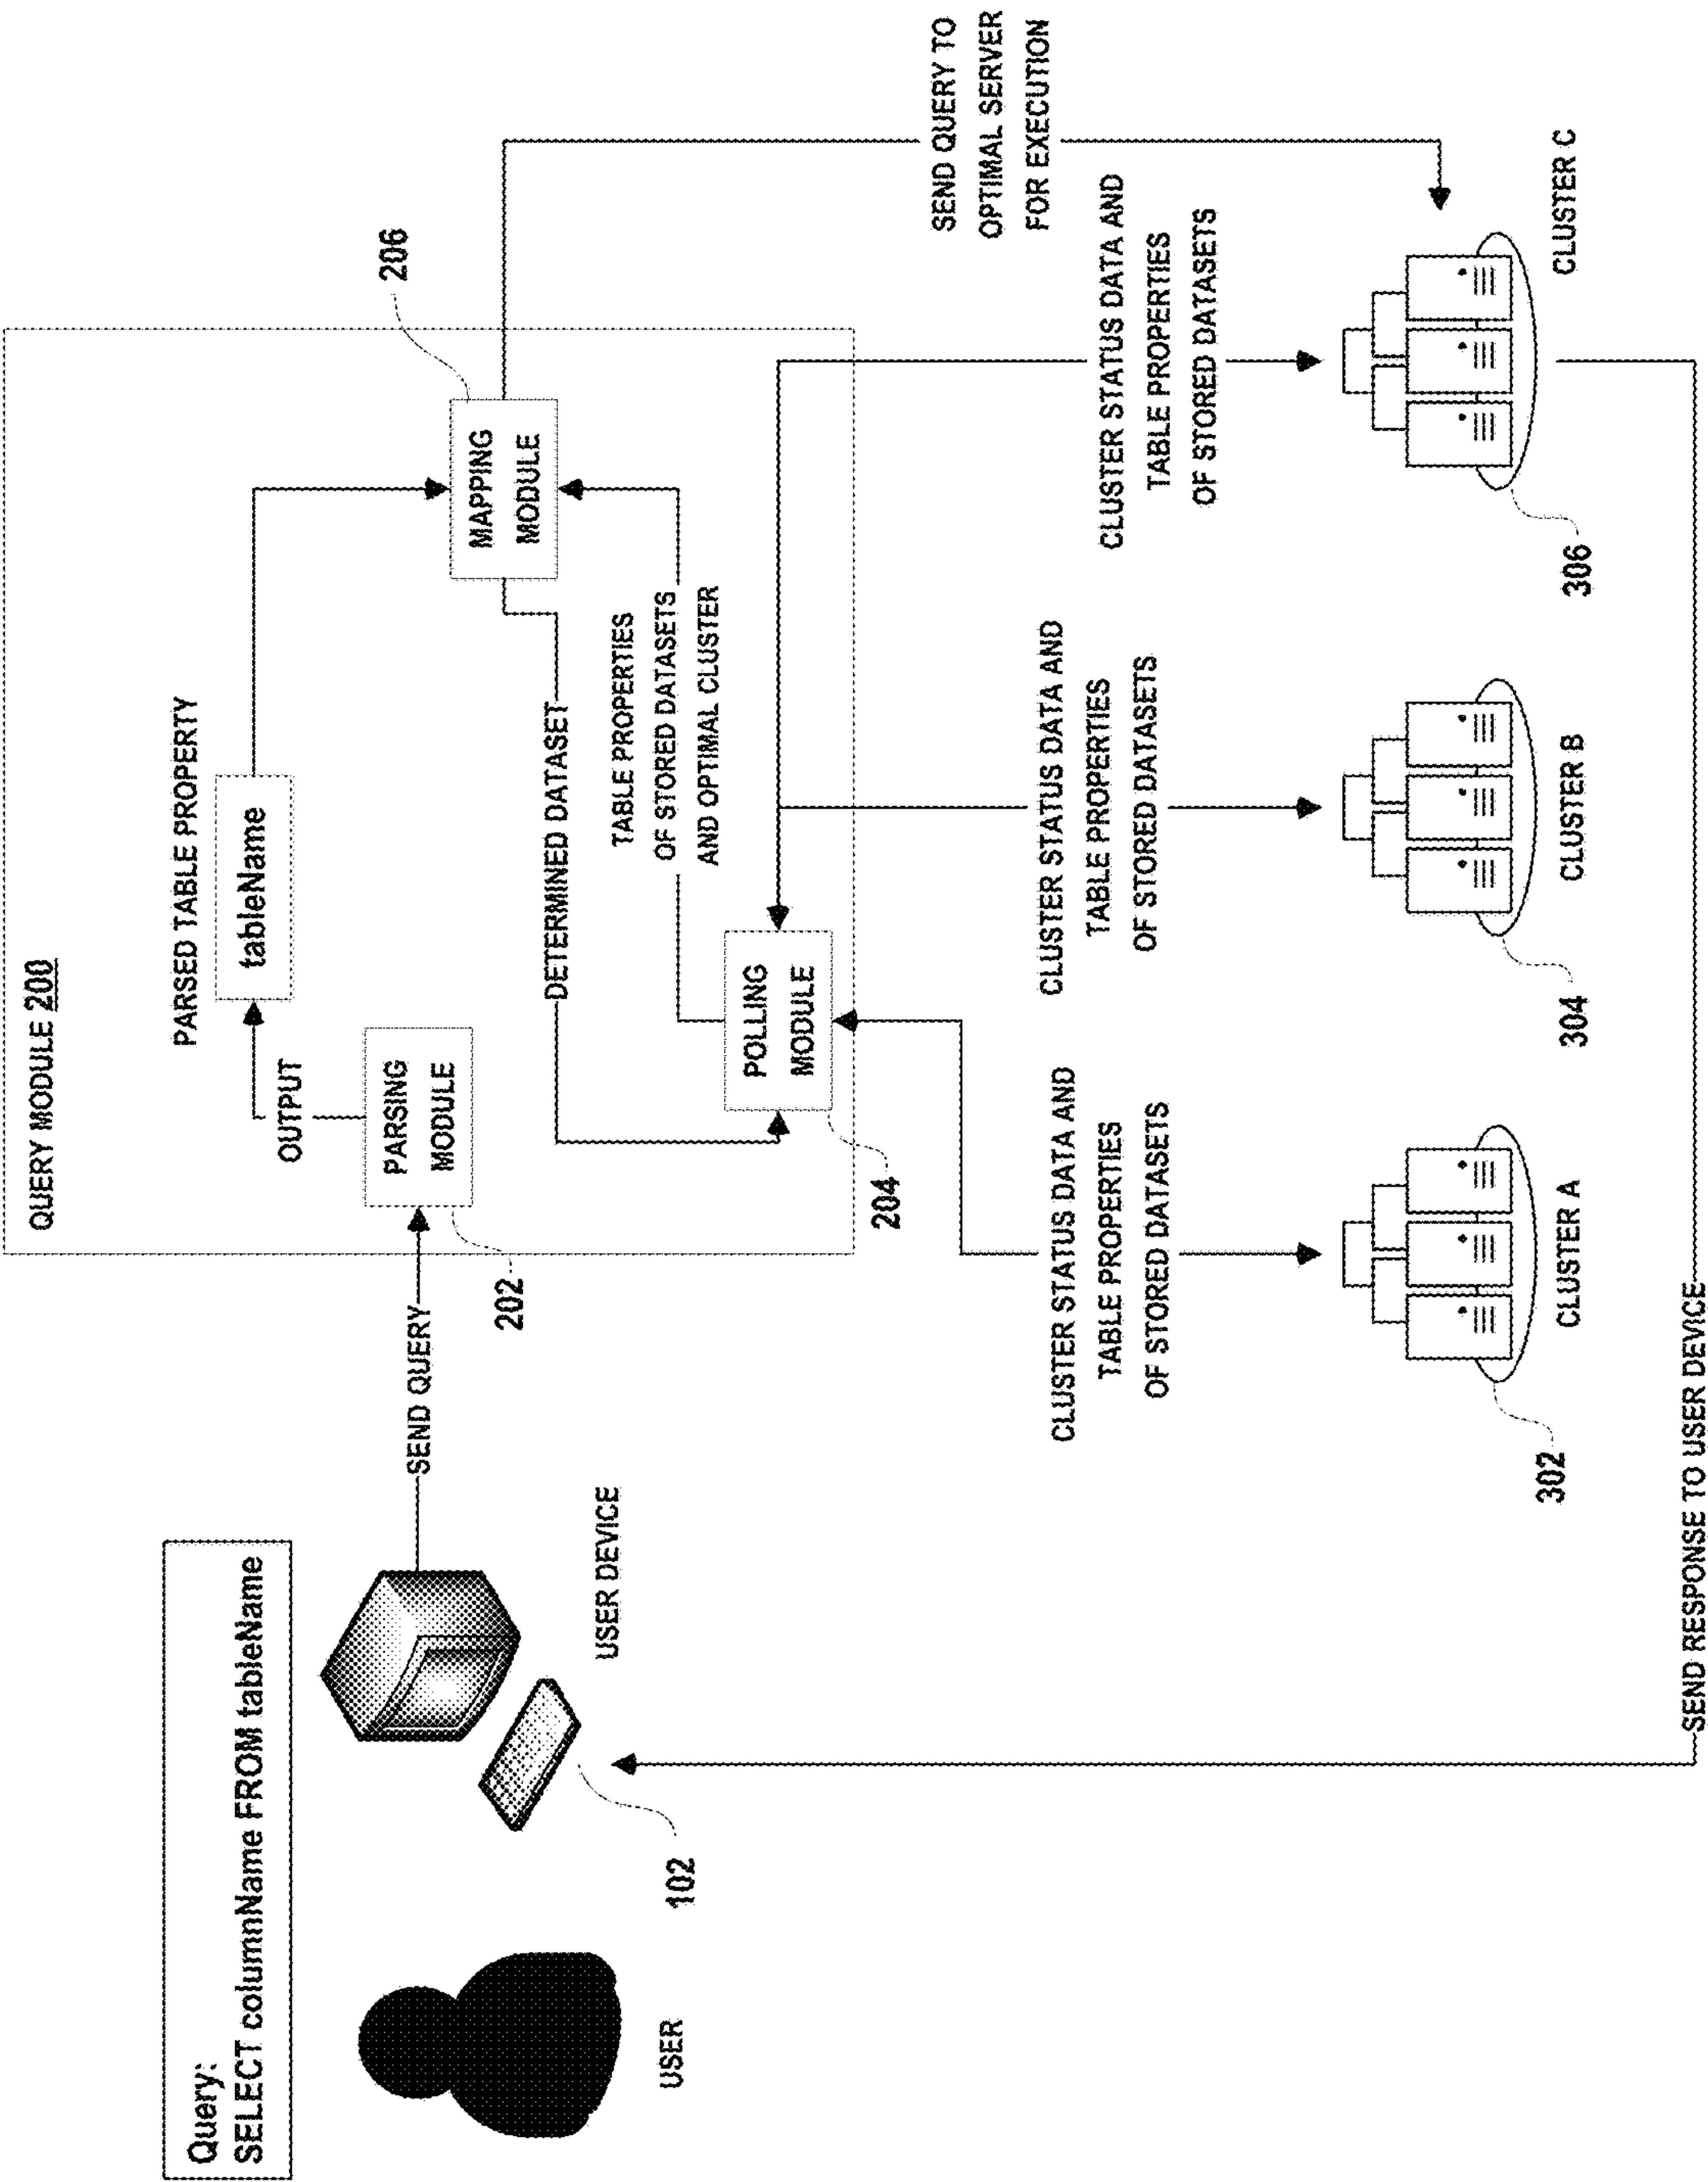 Query:
SELECT columnName FROM tableName
USER
102
USER DEVICE
SEND QUERY
QUERY MODULE 200
202
PARSING
MODULE
OUTPUT
PARSED TABLE PROPERTY
tableName
206
MAPPING
MODULE
DETERMINED DATASET
TABLE PROPERTIES
OF STORED DATASETS
AND OPTIMAL CLUSTER
POLLING
MODULE
204
SEND QUERY TO
OPTIMAL SERVER
FOR EXECUTION
CLUSTER STATUS DATA AND
TABLE PROPERTIES
OF STORED DATASETS
CLUSTER STATUS DATA AND
TABLE PROPERTIES
OF STORED DATASETS
CLUSTER STATUS DATA AND
TABLE PROPERTIES
OF STORED DATASETS
302
CLUSTER A
304
CLUSTER B
306
CLUSTER C
SEND RESPONSE TO USER DEVICE